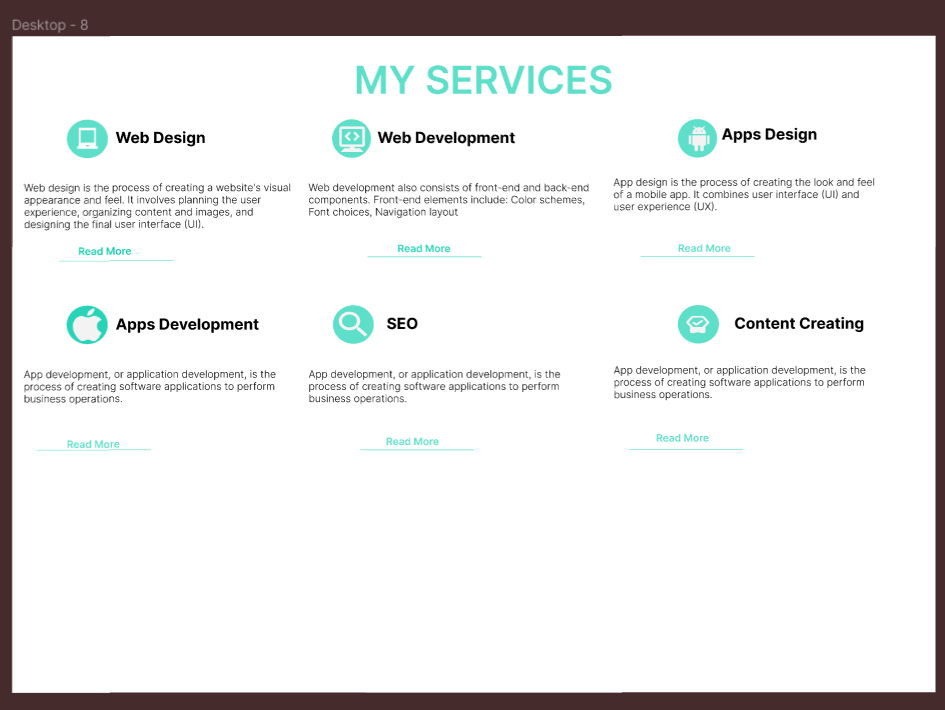 Desktop - 8
MY SERVICES
Web Design
Web design is the process of creating a website's visual
appearance and feel. It involves planning the user
experience, organizing content and images, and
designing the final user interface (UI).
Read More
Web Development
Web development also consists of front-end and back-end
components. Front-end elements include: Color schemes,
Font choices, Navigation layout
Read More
Apps Design
App design is the process of creating the look and feel
of a mobile app. It combines user interface (UI) and
user experience (UX).
Read More
Apps Development
App development, or application development, is the
process of creating software applications to perform
business operations.
Read More
SEO
App development, or application development, is the
process of creating software applications to perform
business operations.
Read More
Content Creating
App development, or application development, is the
process of creating software applications to perform
business operations.
Read More